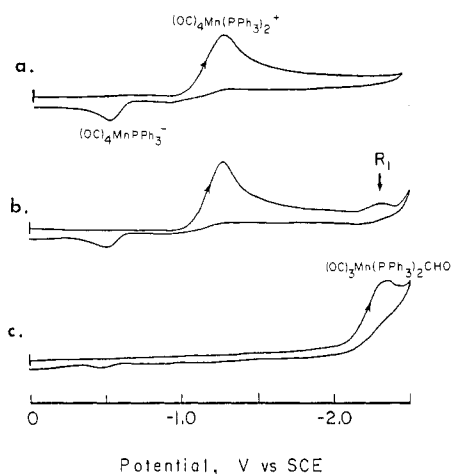 (OC)₄Mn(PPh₃)₂⁺
a.
(OC)₄MnPPh₃⁻
R₁
b.
(OC)₃Mn(PPh₃)₂CHO
c.
0 -1.0 -2.0
Potential, V vs SCE